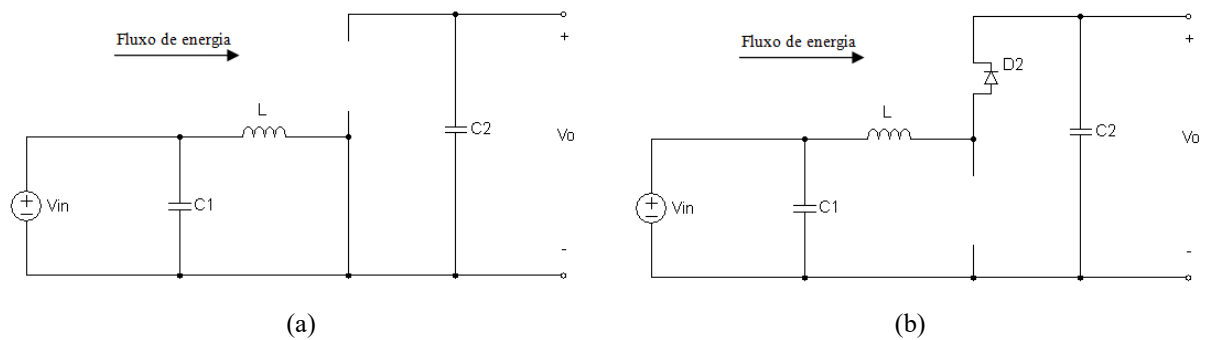 Fluxo de energia
L
+
C2
Vo
Vin
C1
-
(a)
Fluxo de energia
D2
L
+
C2
Vo
Vin
C1
-
(b)